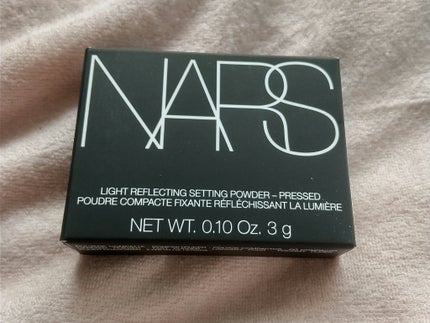 NARS
LIGHT REFLECTING SETTING POWDER – PRESSED
POUDRE COMPACTE FIXANTE RÉFLÉCHISSANT LA LUMIÈRE
NET WT. 0.10 Oz. 3 g